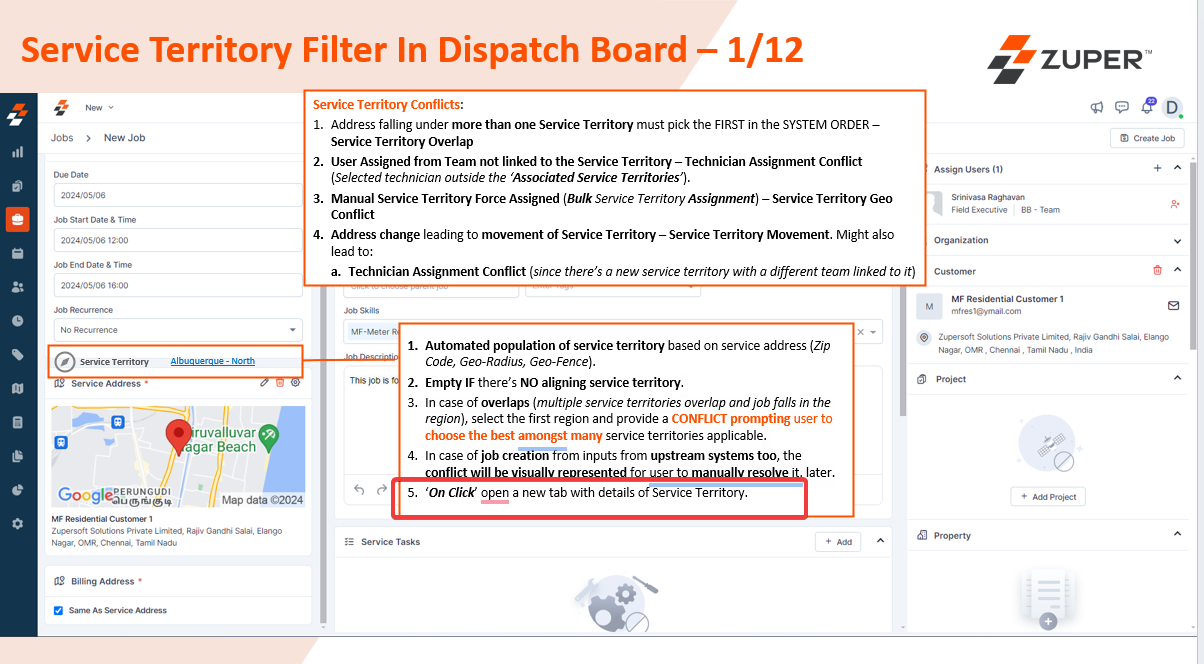 Service Territory Filter In Dispatch Board – 1/12
ZUPER™
New
22
D
Jobs > New Job
Create Job
Service Territory Conflicts:
1. Address falling under more than one Service Territory must pick the FIRST in the SYSTEM ORDER –
Service Territory Overlap
2. User Assigned from Team not linked to the Service Territory – Technician Assignment Conflict
(Selected technician outside the ‘Associated Service Territories’).
3. Manual Service Territory Force Assigned (Bulk Service Territory Assignment) – Service Territory Geo
Conflict
4. Address change leading to movement of Service Territory – Service Territory Movement. Might also
lead to:
a. Technician Assignment Conflict (since there’s a new service territory with a different team linked to it)
Due Date
2024/05/06
Job Start Date & Time
2024/05/06 12:00
Job End Date & Time
2024/05/06 16:00
Job Recurrence
No Recurrence
Service Territory Albuquerque - North
Service Address *
Thiruvalluvar
Nagar Beach
PERUNGUDI
பெருங்குடி
Google
Map data ©2024
MF Residential Customer 1
Zupersoft Solutions Private Limited, Rajiv Gandhi Salai, Elango
Nagar, OMR, Chennai, Tamil Nadu
Billing Address *
Same As Service Address
Job Skills
MF-Meter Re
Job Description
This job is fo
1. Automated population of service territory based on service address (Zip
Code, Geo-Radius, Geo-Fence).
2. Empty IF there’s NO aligning service territory.
3. In case of overlaps (multiple service territories overlap and job falls in the
region), select the first region and provide a CONFLICT prompting user to
choose the best amongst many service territories applicable.
4. In case of job creation from inputs from upstream systems too, the
conflict will be visually represented for user to manually resolve it, later.
5. ‘On Click’ open a new tab with details of Service Territory.
Service Tasks
+ Add
Assign Users (1)
Srinivasa Raghavan
Field Executive | BB - Team
Organization
Customer
M
MF Residential Customer 1
mfres1@ymail.com
Zupersoft Solutions Private Limited, Rajiv Gandhi Salai, Elango
Nagar, OMR , Chennai , Tamil Nadu , India
Project
+ Add Project
Property